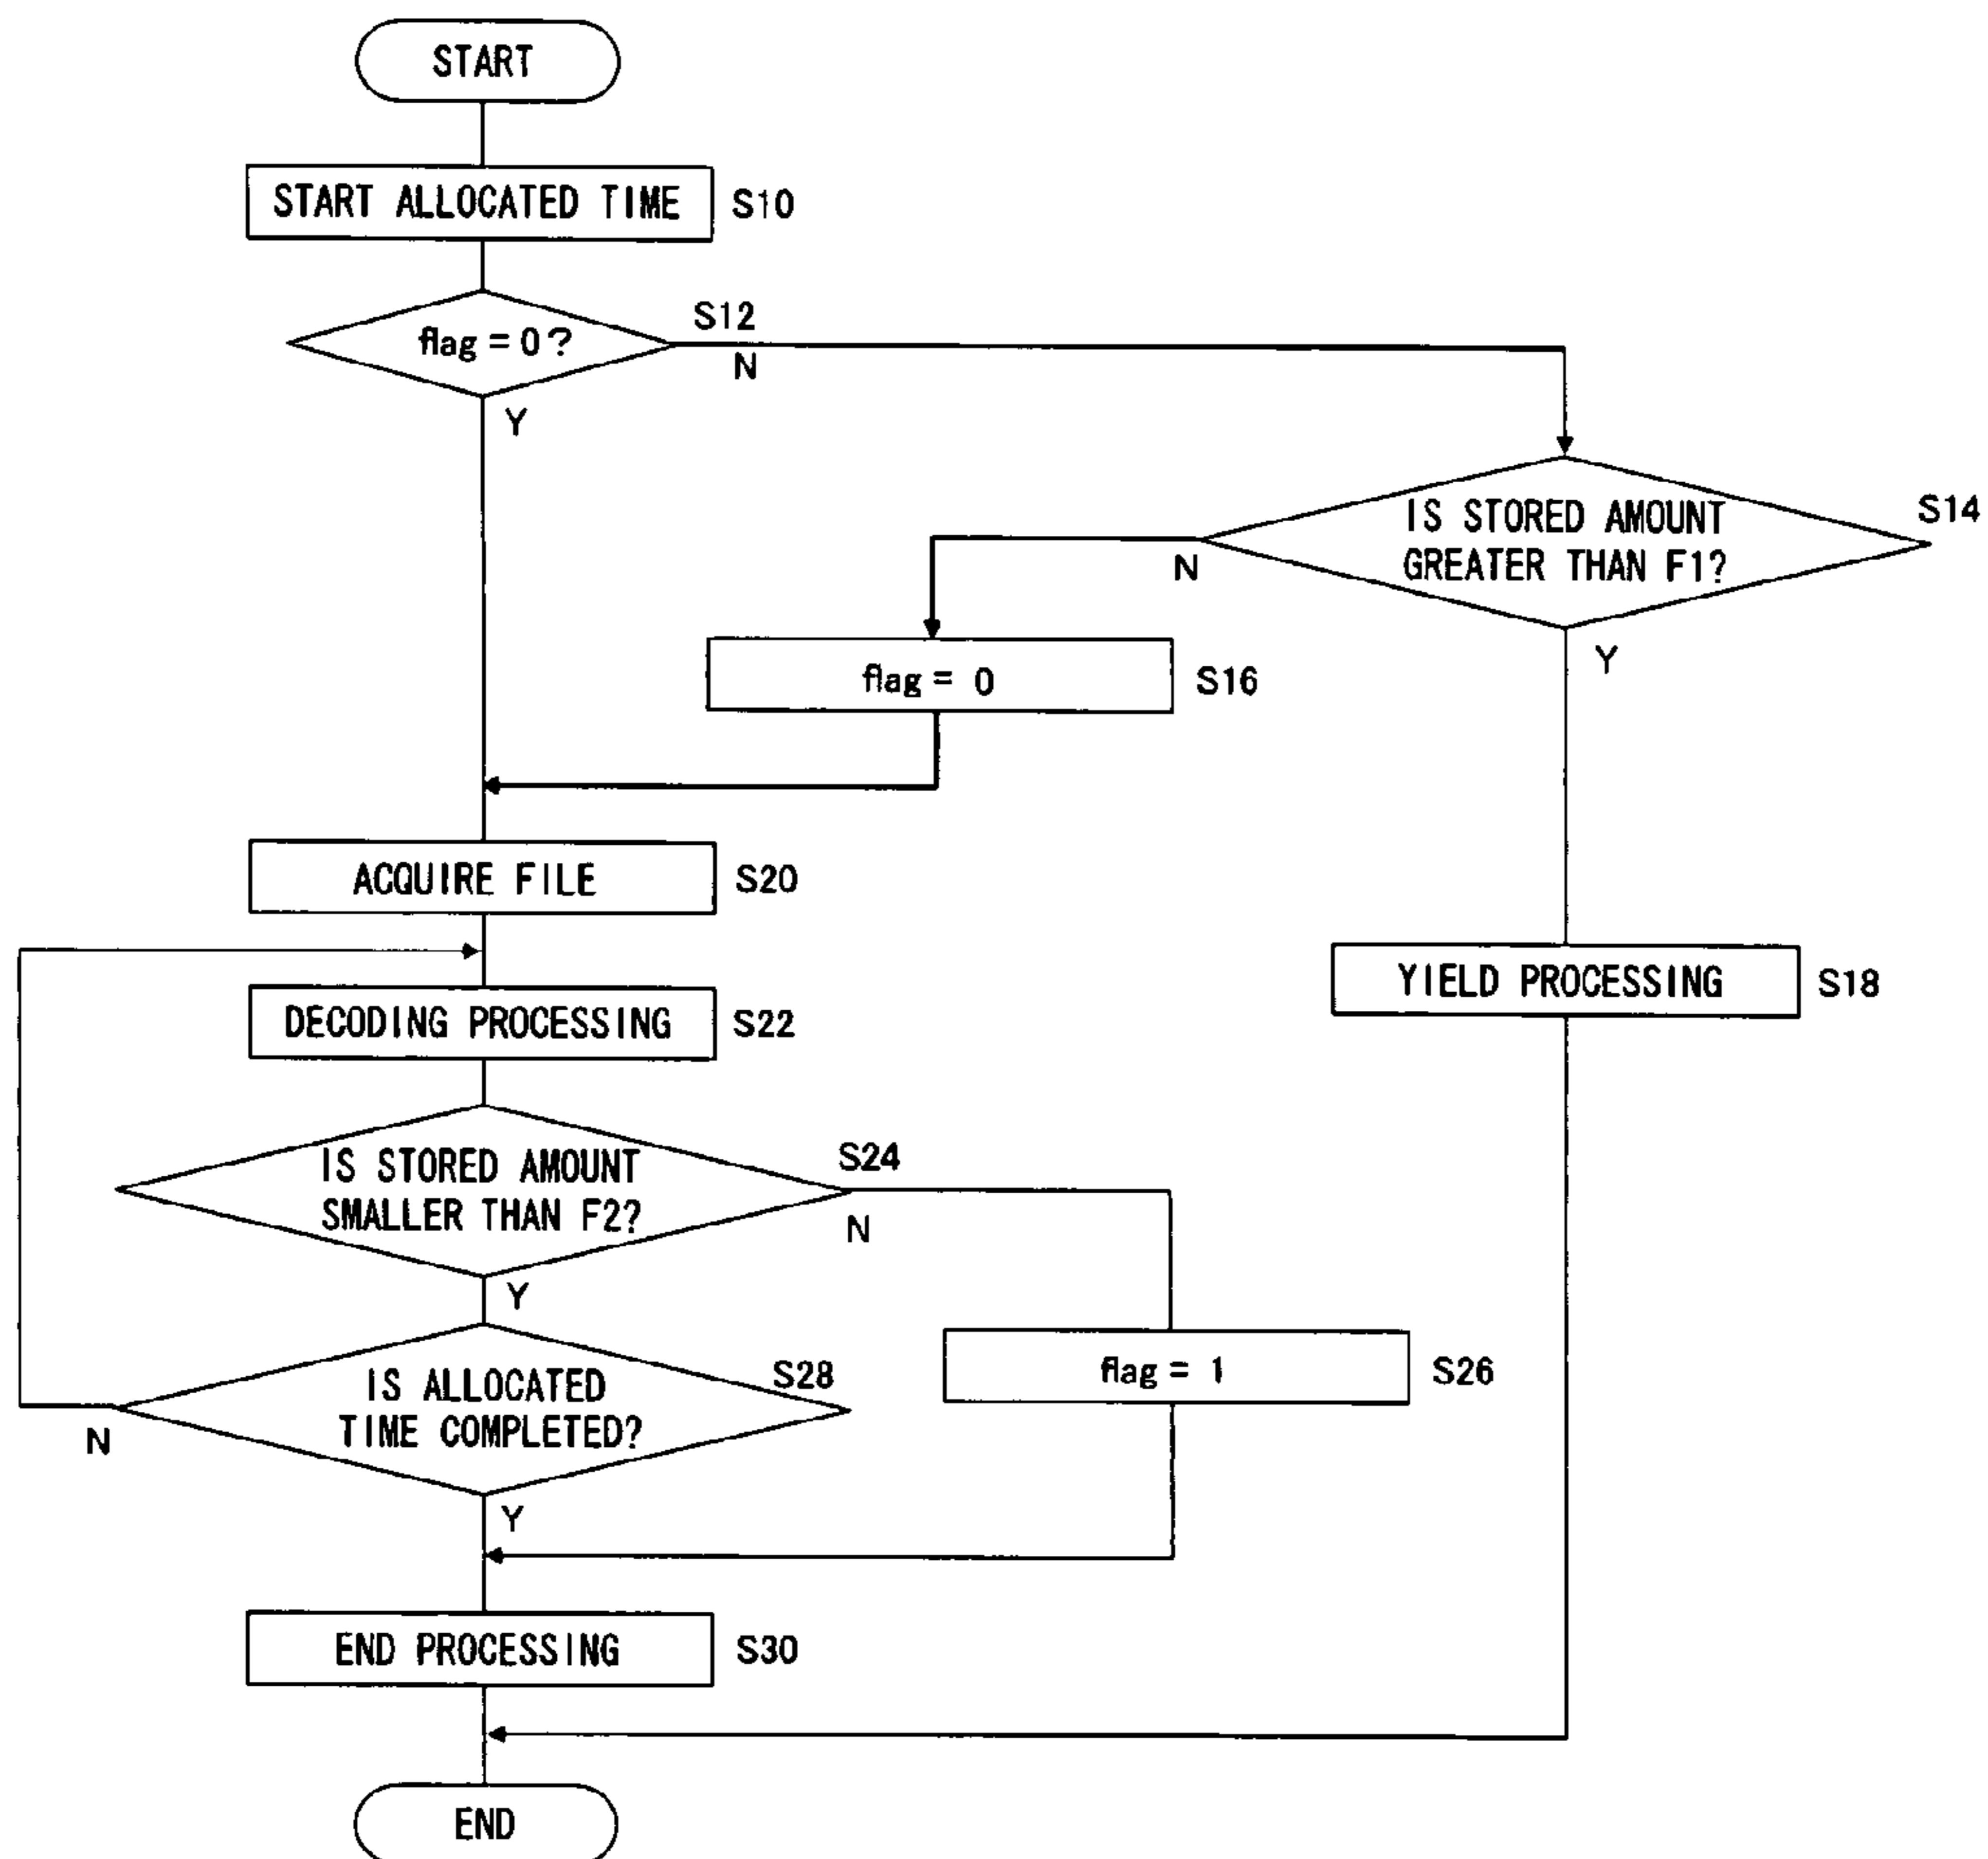 START
START ALLOCATED TIME
S10
flag = 0 ?
S12
N
Y
IS STORED AMOUNT
GREATER THAN F1?
S14
N
Y
flag = 0
S16
ACQUIRE FILE
S20
YIELD PROCESSING
S18
DECODING PROCESSING
S22
IS STORED AMOUNT
SMALLER THAN F2?
S24
N
Y
IS ALLOCATED
TIME COMPLETED?
S28
N
Y
flag = 1
S26
END PROCESSING
S30
END